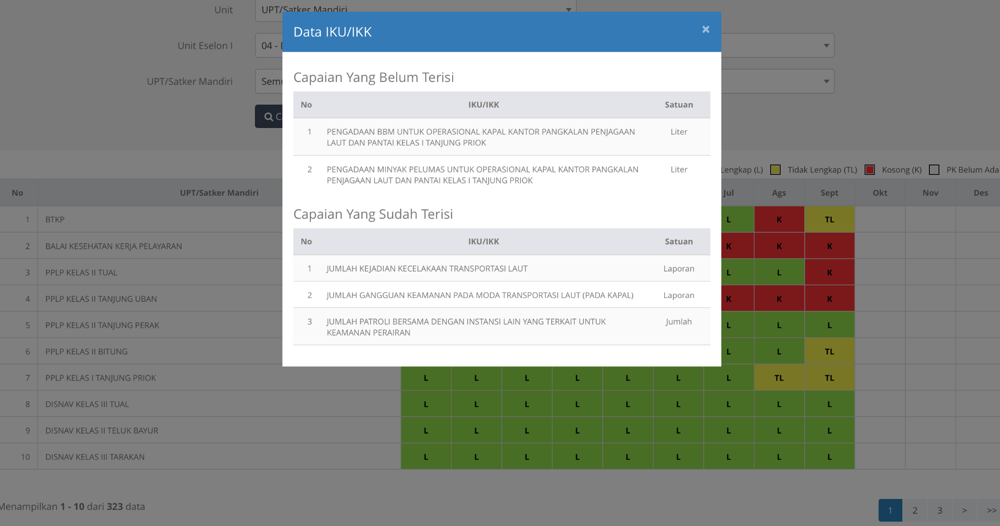 Unit UPT/Satker Mandiri
Data IKU/IKK ×
Unit Eselon I 04 -
UPT/Satker Mandiri
Capaian Yang Belum Terisi
No IKU/IKK Satuan
1 PENGADAAN BBM UNTUK OPERASIONAL KAPAL KANTOR PANGKALAN PENJAGAAN Liter
LAUT DAN PANTAI KELAS I TANJUNG PRIOK
2 PENGADAAN MINYAK PELUMAS UNTUK OPERASIONAL KAPAL KANTOR PANGKALAN Liter
PENJAGAAN LAUT DAN PANTAI KELAS I TANJUNG PRIOK
Capaian Yang Sudah Terisi
No IKU/IKK Satuan
1 JUMLAH KEJADIAN KECELAKAAN TRANSPORTASI LAUT Laporan
2 JUMLAH GANGGUAN KEAMANAN PADA MODA TRANSPORTASI LAUT (PADA KAPAL) Laporan
3 JUMLAH PATROLI BERSAMA DENGAN INSTANSI LAIN YANG TERKAIT UNTUK Jumlah
KEAMANAN PERAIRAN
Lengkap (L) Tidak Lengkap (TL) Kosong (K) PK Belum Ada
No UPT/Satker Mandiri Jul Ags Sept Okt Nov Des
1 BTKP L K TL
2 BALAI KESEHATAN KERJA PELAYARAN K K K
3 PPLP KELAS II TUAL L L K
4 PPLP KELAS II TANJUNG UBAN K K K
5 PPLP KELAS II TANJUNG PERAK L L L
6 PPLP KELAS II BITUNG L L TL
7 PPLP KELAS I TANJUNG PRIOK L L L L L L L TL TL
8 DISNAV KELAS III TUAL L L L L L L L L L
9 DISNAV KELAS II TELUK BAYUR L L L L L L L L L
10 DISNAV KELAS III TARAKAN L L L L L L L L L
Menampilkan 1 - 10 dari 323 data
1 2 3 > >>